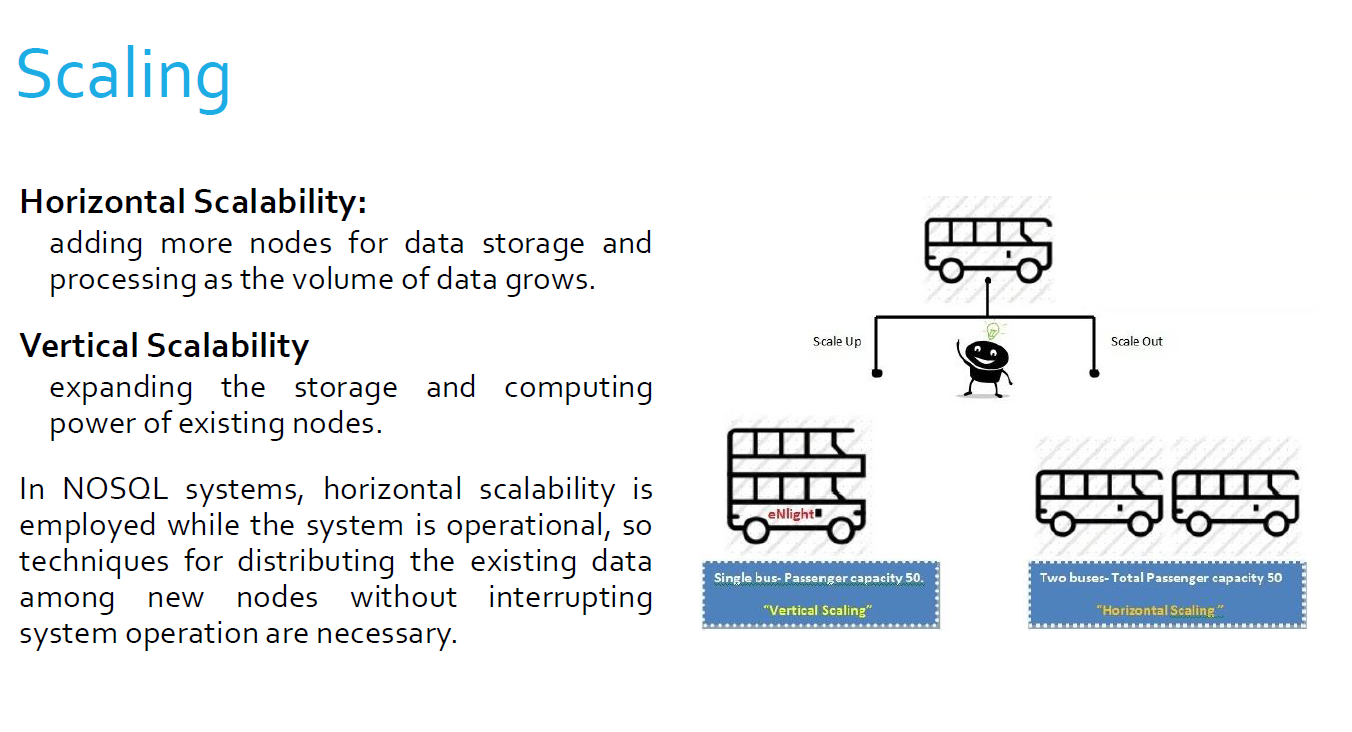 Scaling
Horizontal Scalability:
adding more nodes for data storage and
processing as the volume of data grows.
Vertical Scalability
expanding the storage and computing
power of existing nodes.
In NOSQL systems, horizontal scalability is
employed while the system is operational, so
techniques for distributing the existing data
among new nodes without interrupting
system operation are necessary.
Scale Up
Scale Out
eNlight
Single bus- Passenger capacity 50.
"Vertical Scaling"
Two buses- Total Passenger capacity 50
"Horizontal Scaling "